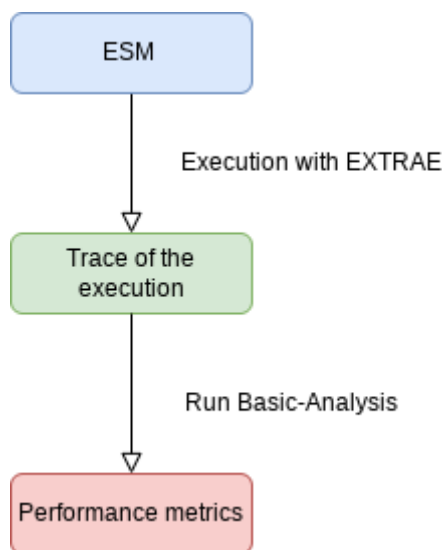 ESM
Execution with EXTRAE
Trace of the
execution
Run Basic-Analysis
Performance metrics